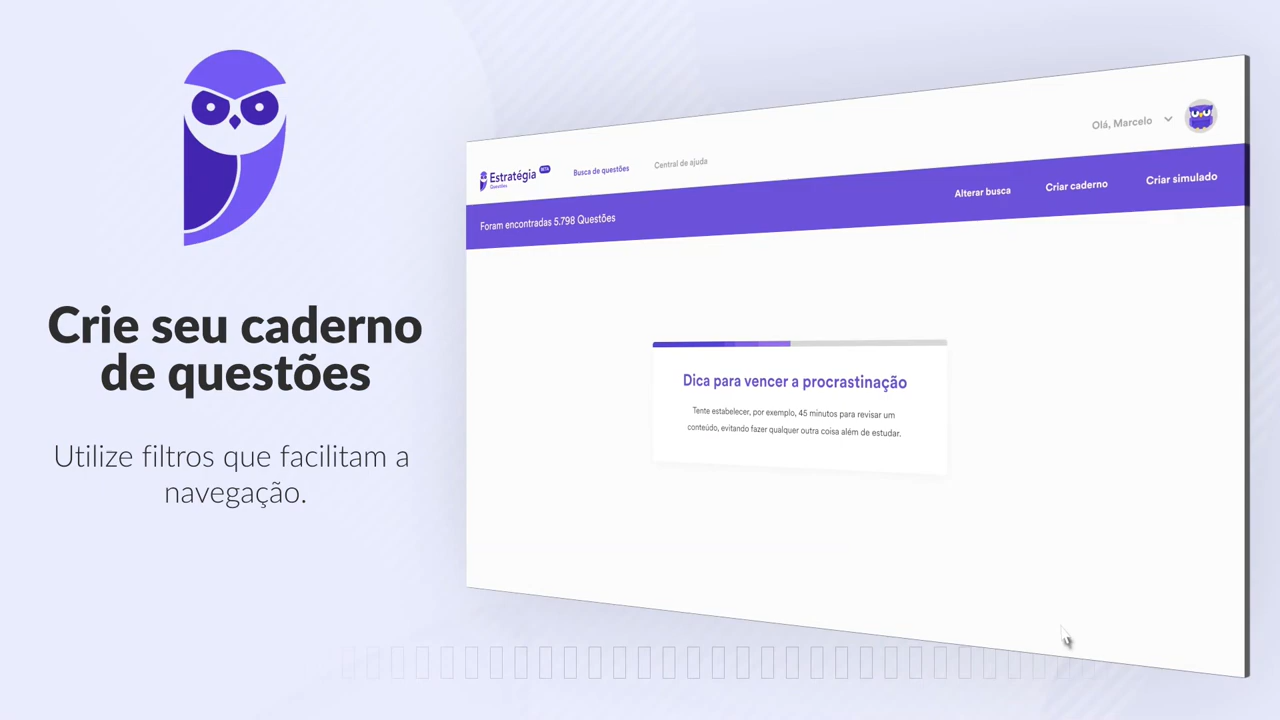 Crie seu caderno
de questões
Utilize filtros que facilitam a
navegação.
Estratégia BETA
Questões
Busca de questões
Central de ajuda
Olá, Marcelo
Foram encontradas 5.798 Questões
Alterar busca
Criar caderno
Criar simulado
Dica para vencer a procrastinação
Tente estabelecer, por exemplo, 45 minutos para revisar um
conteúdo, evitando fazer qualquer outra coisa além de estudar.